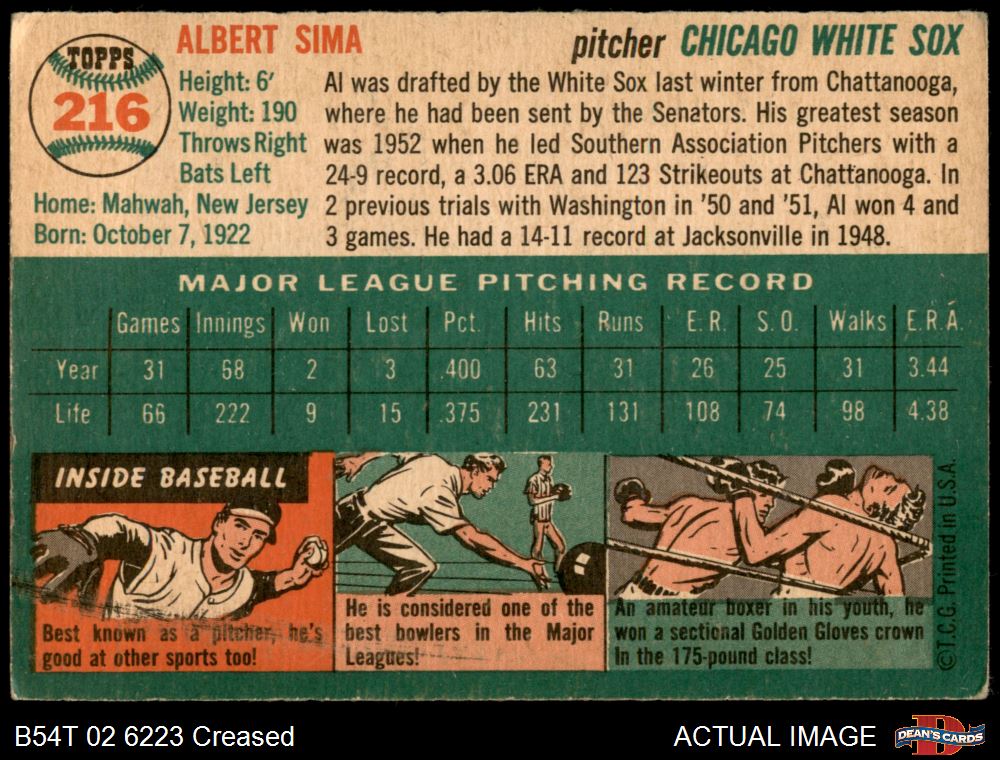 TOPPS
216
ALBERT SIMA
pitcher CHICAGO WHITE SOX
Height: 6'
Weight: 190
Throws Right
Bats Left
Home: Mahwah, New Jersey
Born: October 7, 1922
Al was drafted by the White Sox last winter from Chattanooga,
where he had been sent by the Senators. His greatest season
was 1952 when he led Southern Association Pitchers with a
24-9 record, a 3.06 ERA and 123 Strikeouts at Chattanooga. In
2 previous trials with Washington in '50 and '51, Al won 4 and
3 games. He had a 14-11 record at Jacksonville in 1948.
MAJOR LEAGUE PITCHING RECORD
Games Innings Won Lost Pct. Hits Runs E.R. S.O. Walks E.R.A.
Year 31 68 2 3 .400 63 31 26 25 31 3.44
Life 66 222 9 15 .375 231 131 108 74 98 4.38
INSIDE BASEBALL
Best known as a pitcher, he's
good at other sports too!
He is considered one of the
best bowlers in the Major
Leagues!
An amateur boxer in his youth, he
won a sectional Golden Gloves crown
In the 175-pound class!
©T.C.G. Printed in U.S.A.
B54T 02 6223 Creased
ACTUAL IMAGE
D
DEAN'S CARDS